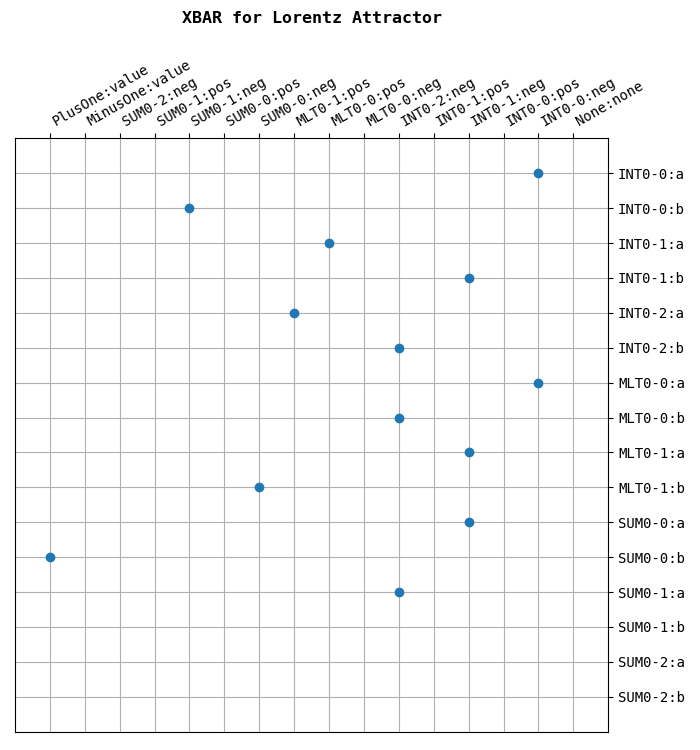 XBAR for Lorentz Attractor
PlusOne:value
MinusOne:value
SUM0-2:neg
SUM0-1:pos
SUM0-1:neg
SUM0-0:pos
SUM0-0:neg
MLT0-1:pos
MLT0-0:pos
MLT0-0:neg
INT0-2:neg
INT0-1:pos
INT0-1:neg
INT0-0:pos
INT0-0:neg
None:none
INT0-0:a
INT0-0:b
INT0-1:a
INT0-1:b
INT0-2:a
INT0-2:b
MLT0-0:a
MLT0-0:b
MLT0-1:a
MLT0-1:b
SUM0-0:a
SUM0-0:b
SUM0-1:a
SUM0-1:b
SUM0-2:a
SUM0-2:b